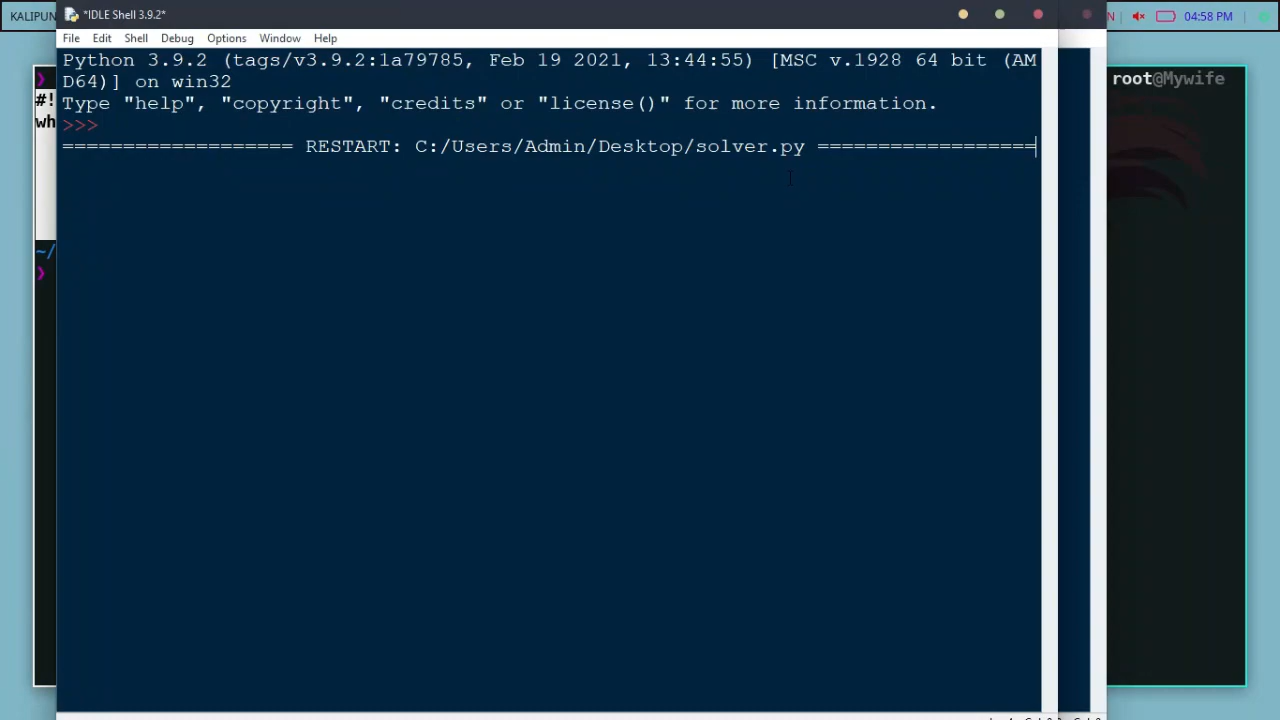 KALIPUN
*IDLE Shell 3.9.2*
04:58 PM
File Edit Shell Debug Options Window Help
Python 3.9.2 (tags/v3.9.2:1a79785, Feb 19 2021, 13:44:55) [MSC v.1928 64 bit (AM
D64)] on win32
Type "help", "copyright", "credits" or "license()" for more information.
>>>
=================== RESTART: C:/Users/Admin/Desktop/solver.py ==================
❯
#!
wh
~/
❯
root@Mywife